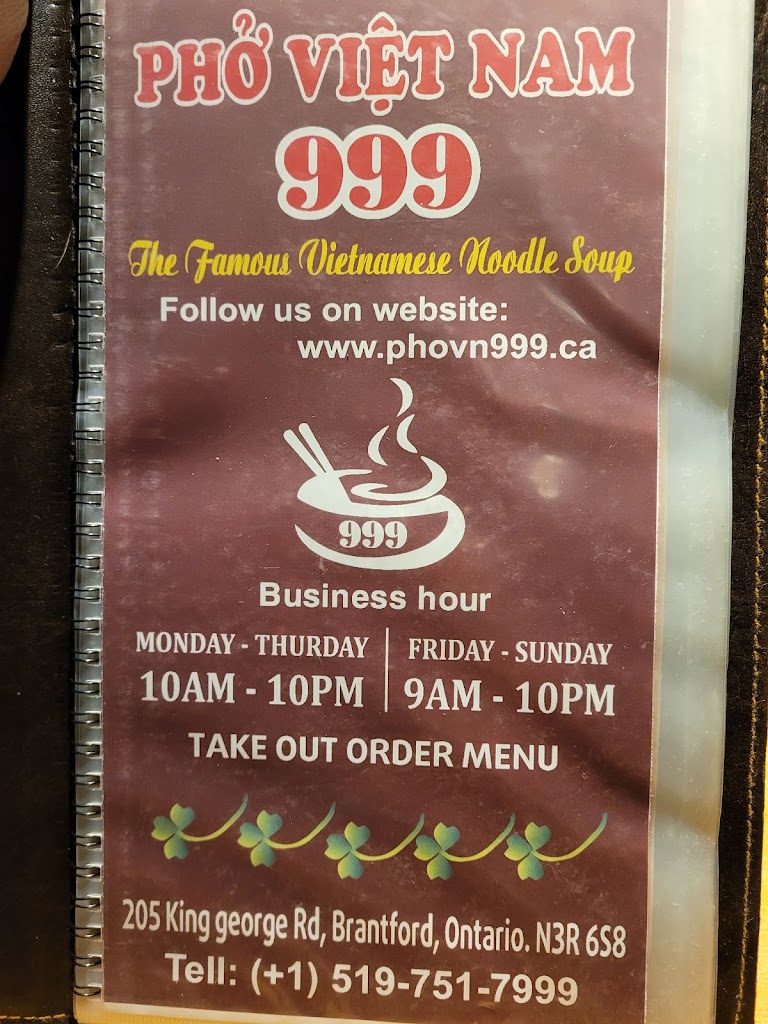 PHỞ VIỆT NAM
999
The Famous Vietnamese Noodle Soup
Follow us on website:
www.phovn999.ca
999
Business hour
MONDAY - THURDAY
10AM - 10PM
FRIDAY - SUNDAY
9AM - 10PM
TAKE OUT ORDER MENU
205 King george Rd, Brantford, Ontario. N3R 6S8
Tell: (+1) 519-751-7999